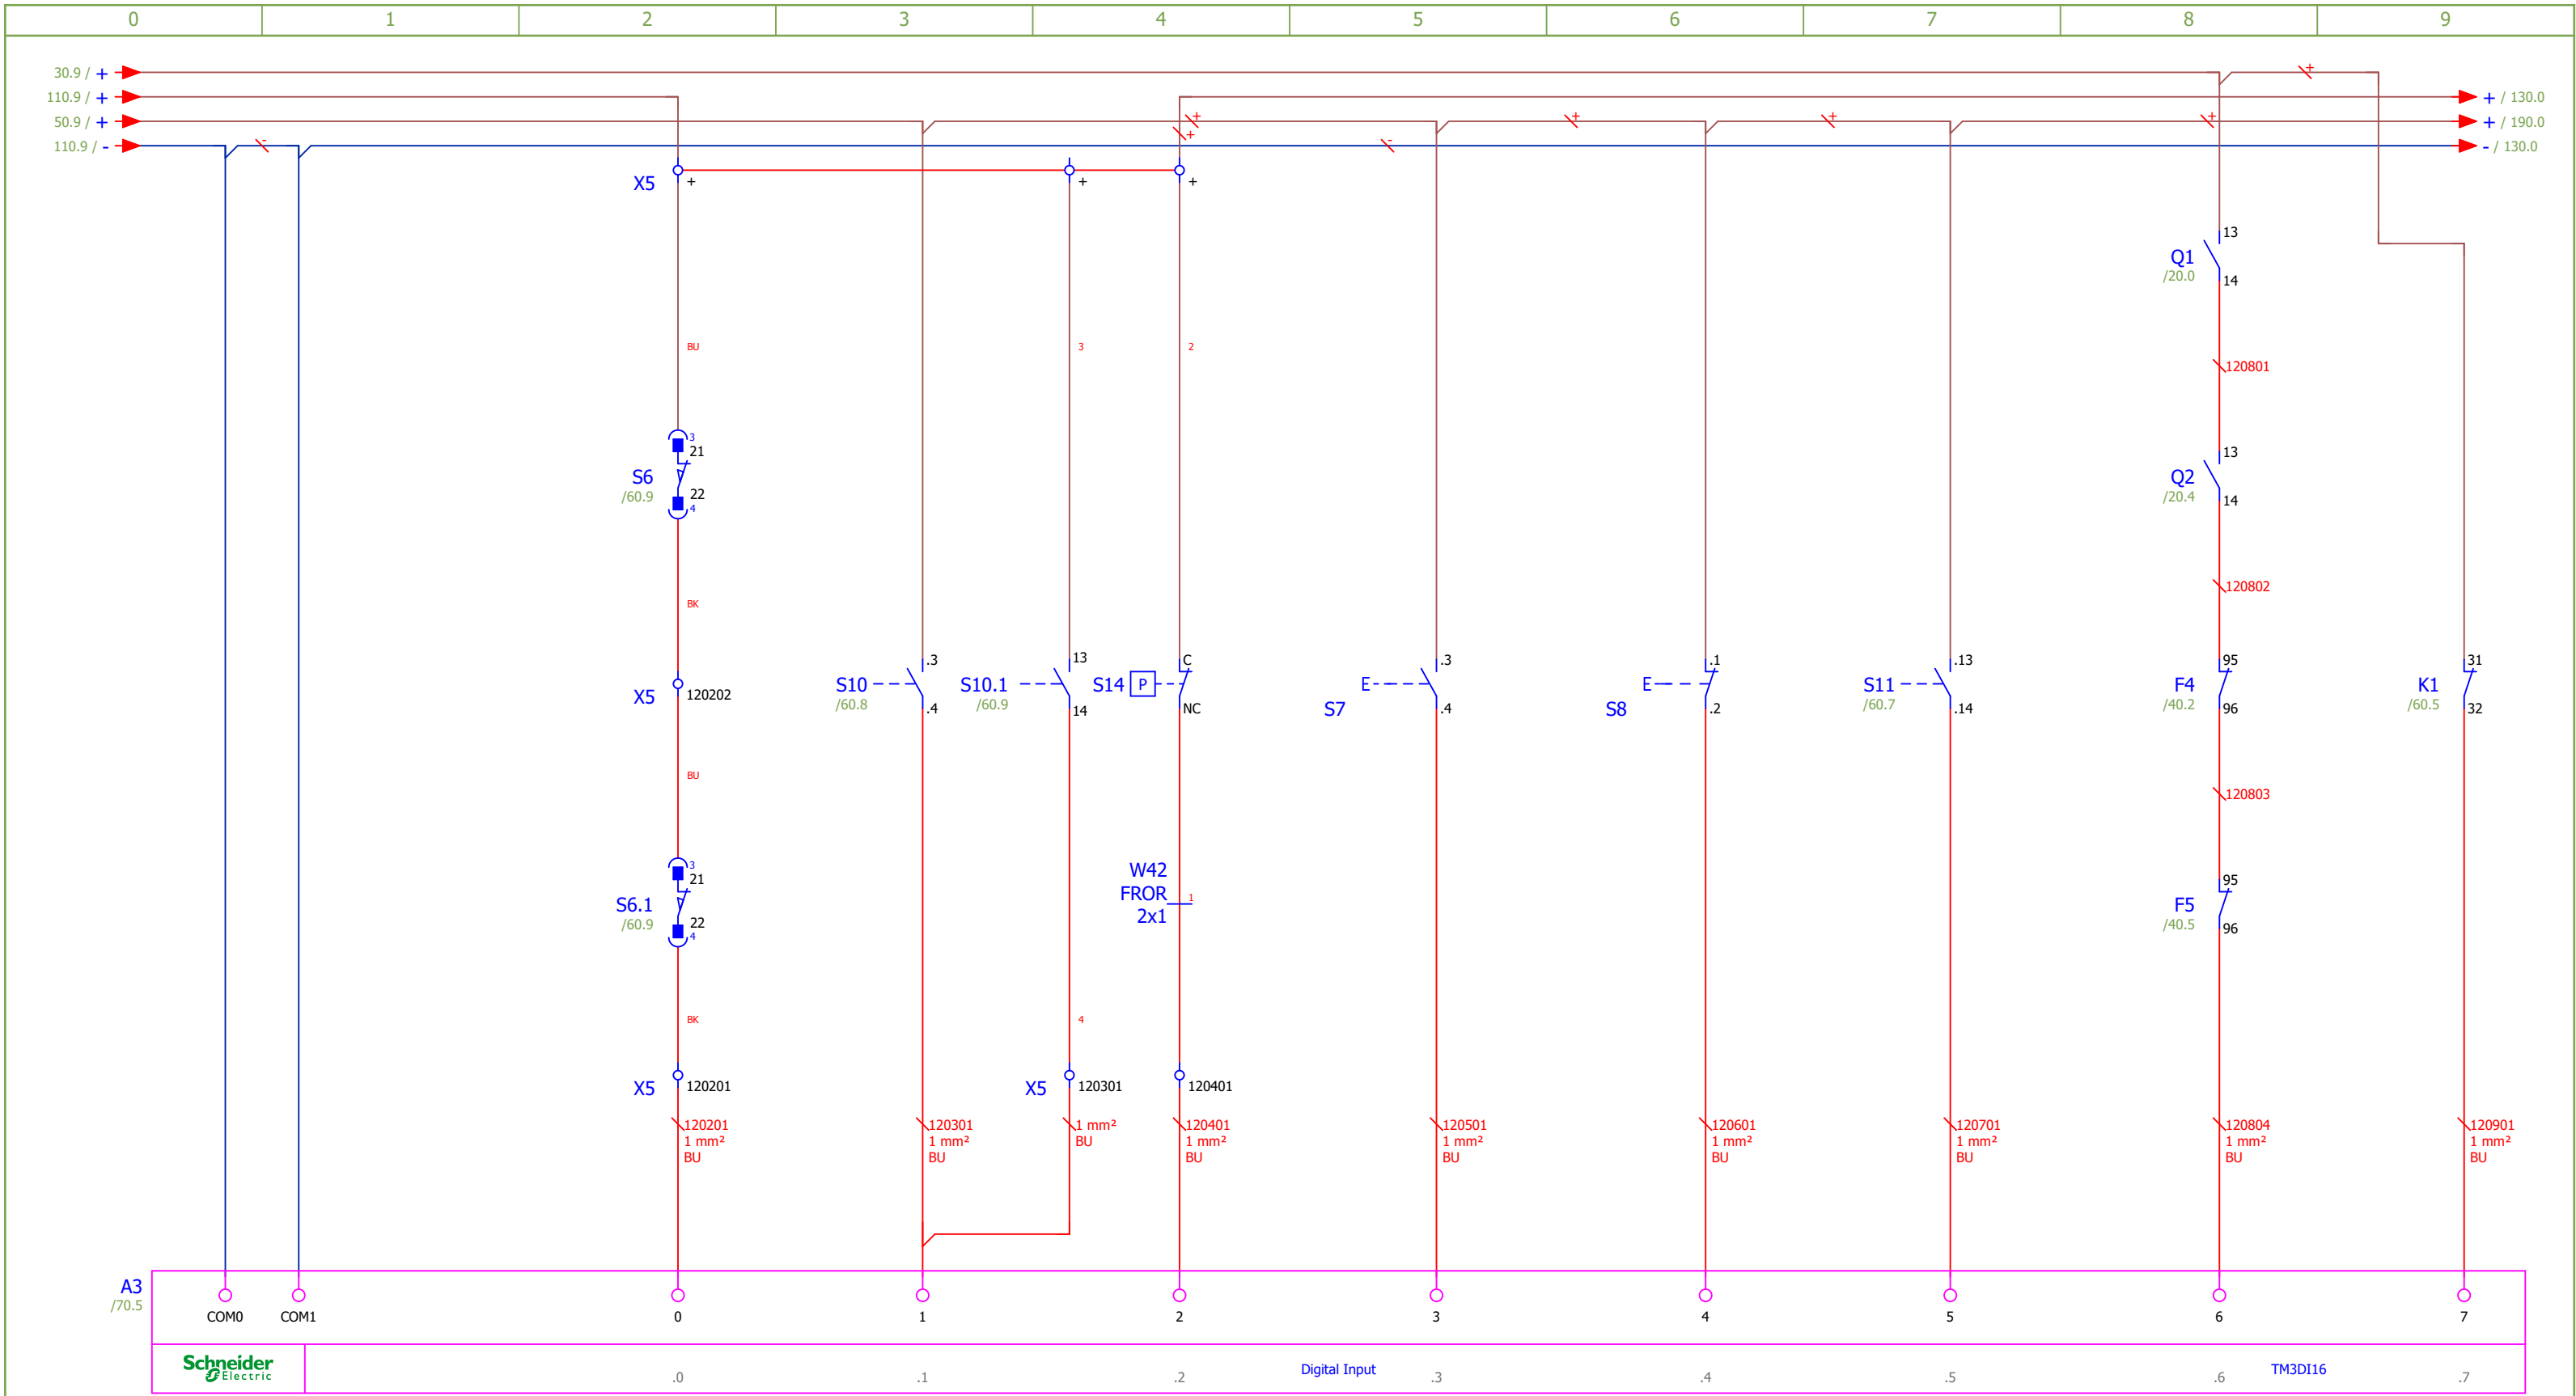 0 1 2 3 4 5 6 7 8 9
30.9 / + +
110.9 / + + / 130.0
50.9 / + + + + + + / 190.0
+
110.9 / - - - - / 130.0
X5 + + +
13
Q1
/20.0
14
BU 3 2
120801
3
21
S6
/60.9
22
4
13
Q2
/20.4
14
120802
BK
X5 120202
S10 .3
/60.8 .4
S10.1 13
/60.9 14
S14 P C
NC
E .3
S7 .4
E .1
S8 .2
S11 .13
/60.7 .14
F4 95
/40.2 96
K1 31
/60.5 32
BU
120803
3
21
S6.1
/60.9
22
4
W42
FROR
2x1
1
95
F5
/40.5
96
BK 4
X5 120201 X5 120301 120401
120201
1 mm²
BU
120301
1 mm²
BU
1 mm²
BU
120401
1 mm²
BU
120501
1 mm²
BU
120601
1 mm²
BU
120701
1 mm²
BU
120804
1 mm²
BU
120901
1 mm²
BU
A3
/70.5
COM0 COM1 0 1 2 3 4 5 6 7
Schneider
Electric
Digital Input TM3DI16
.0 .1 .2 .3 .4 .5 .6 .7